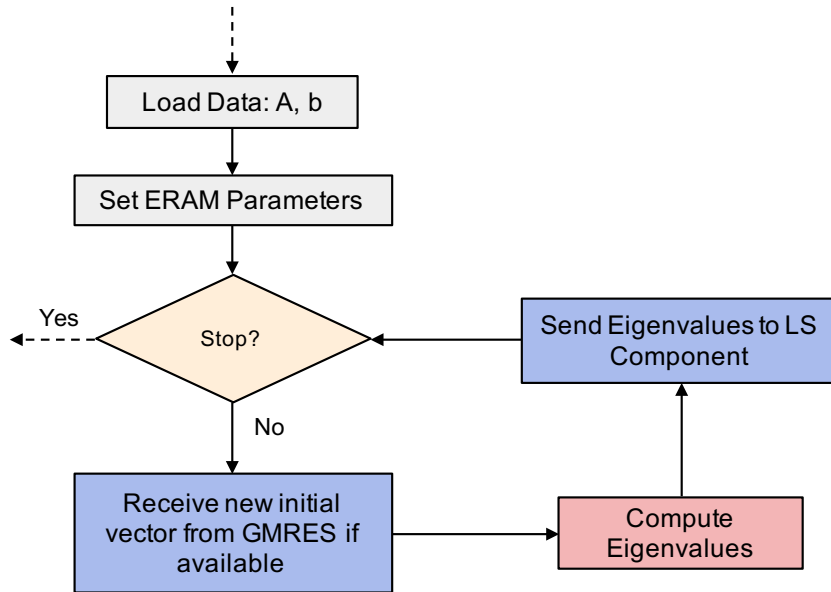 Load Data: A, b
Set ERAM Parameters
Yes
Stop?
Send Eigenvalues to LS
Component
No
Receive new initial
vector from GMRES if
available
Compute
Eigenvalues